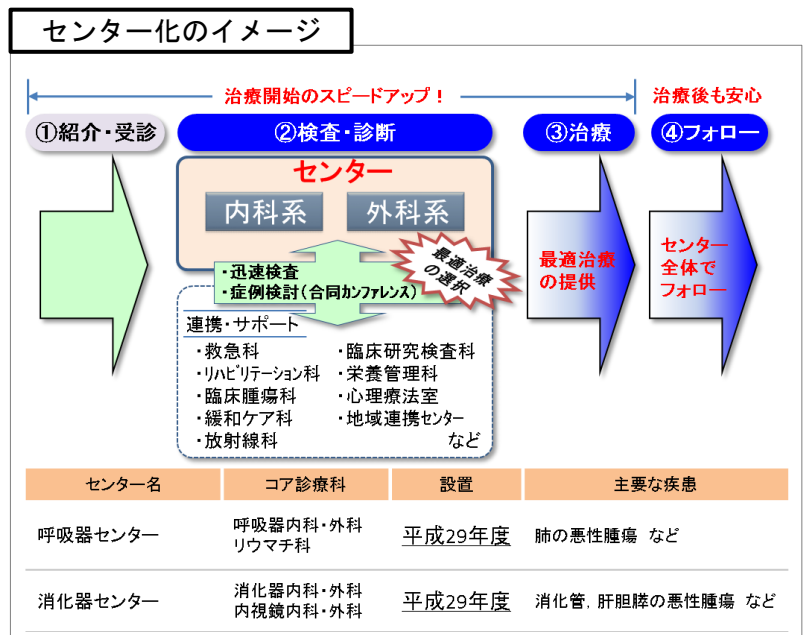 センター化のイメージ
治療開始のスピードアップ！
治療後も安心
①紹介・受診
②検査・診断
③治療
④フォロー
センター
内科系
外科系
最適治療
の選択
・迅速検査
・症例検討（合同カンファレンス）
最適治療
の提供
センター
全体で
フォロー
連携・サポート
・救急科
・リハビリテーション科
・臨床腫瘍科
・緩和ケア科
・放射線科
・臨床研究検査科
・栄養管理科
・心理療法室
・地域連携センター
など
センター名
コア診療科
設置
主要な疾患
呼吸器センター
呼吸器内科・外科
リウマチ科
平成29年度
肺の悪性腫瘍 など
消化器センター
消化器内科・外科
内視鏡内科・外科
平成29年度
消化管，肝胆膵の悪性腫瘍 など